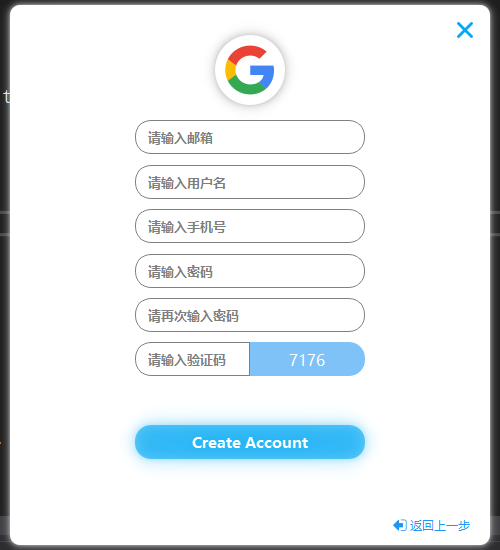 t
请输入邮箱
请输入用户名
请输入手机号
请输入密码
请再次输入密码
请输入验证码 7176
Create Account
返回上一步